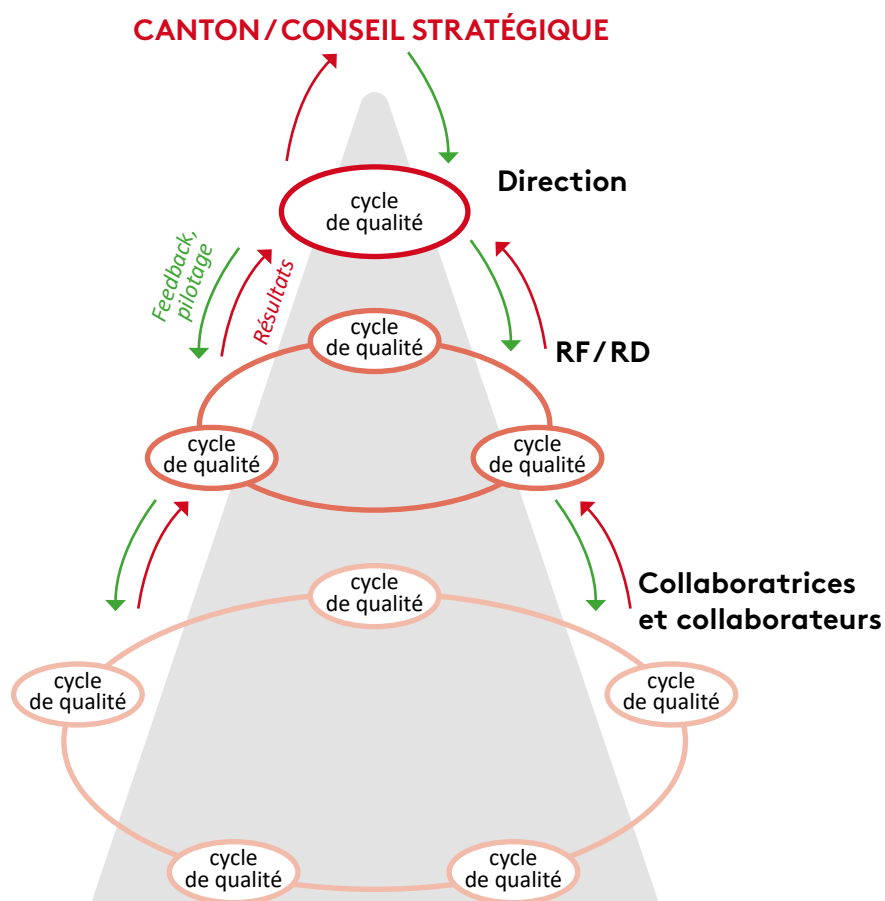 CANTON / CONSEIL STRATÉGIQUE
Direction
cycle
de qualité
Feedback,
pilotage
Résultats
cycle
de qualité
RF / RD
cycle
de qualité
cycle
de qualité
Collaboratrices
et collaborateurs
cycle
de qualité
cycle
de qualité
cycle
de qualité
cycle
de qualité
cycle
de qualité